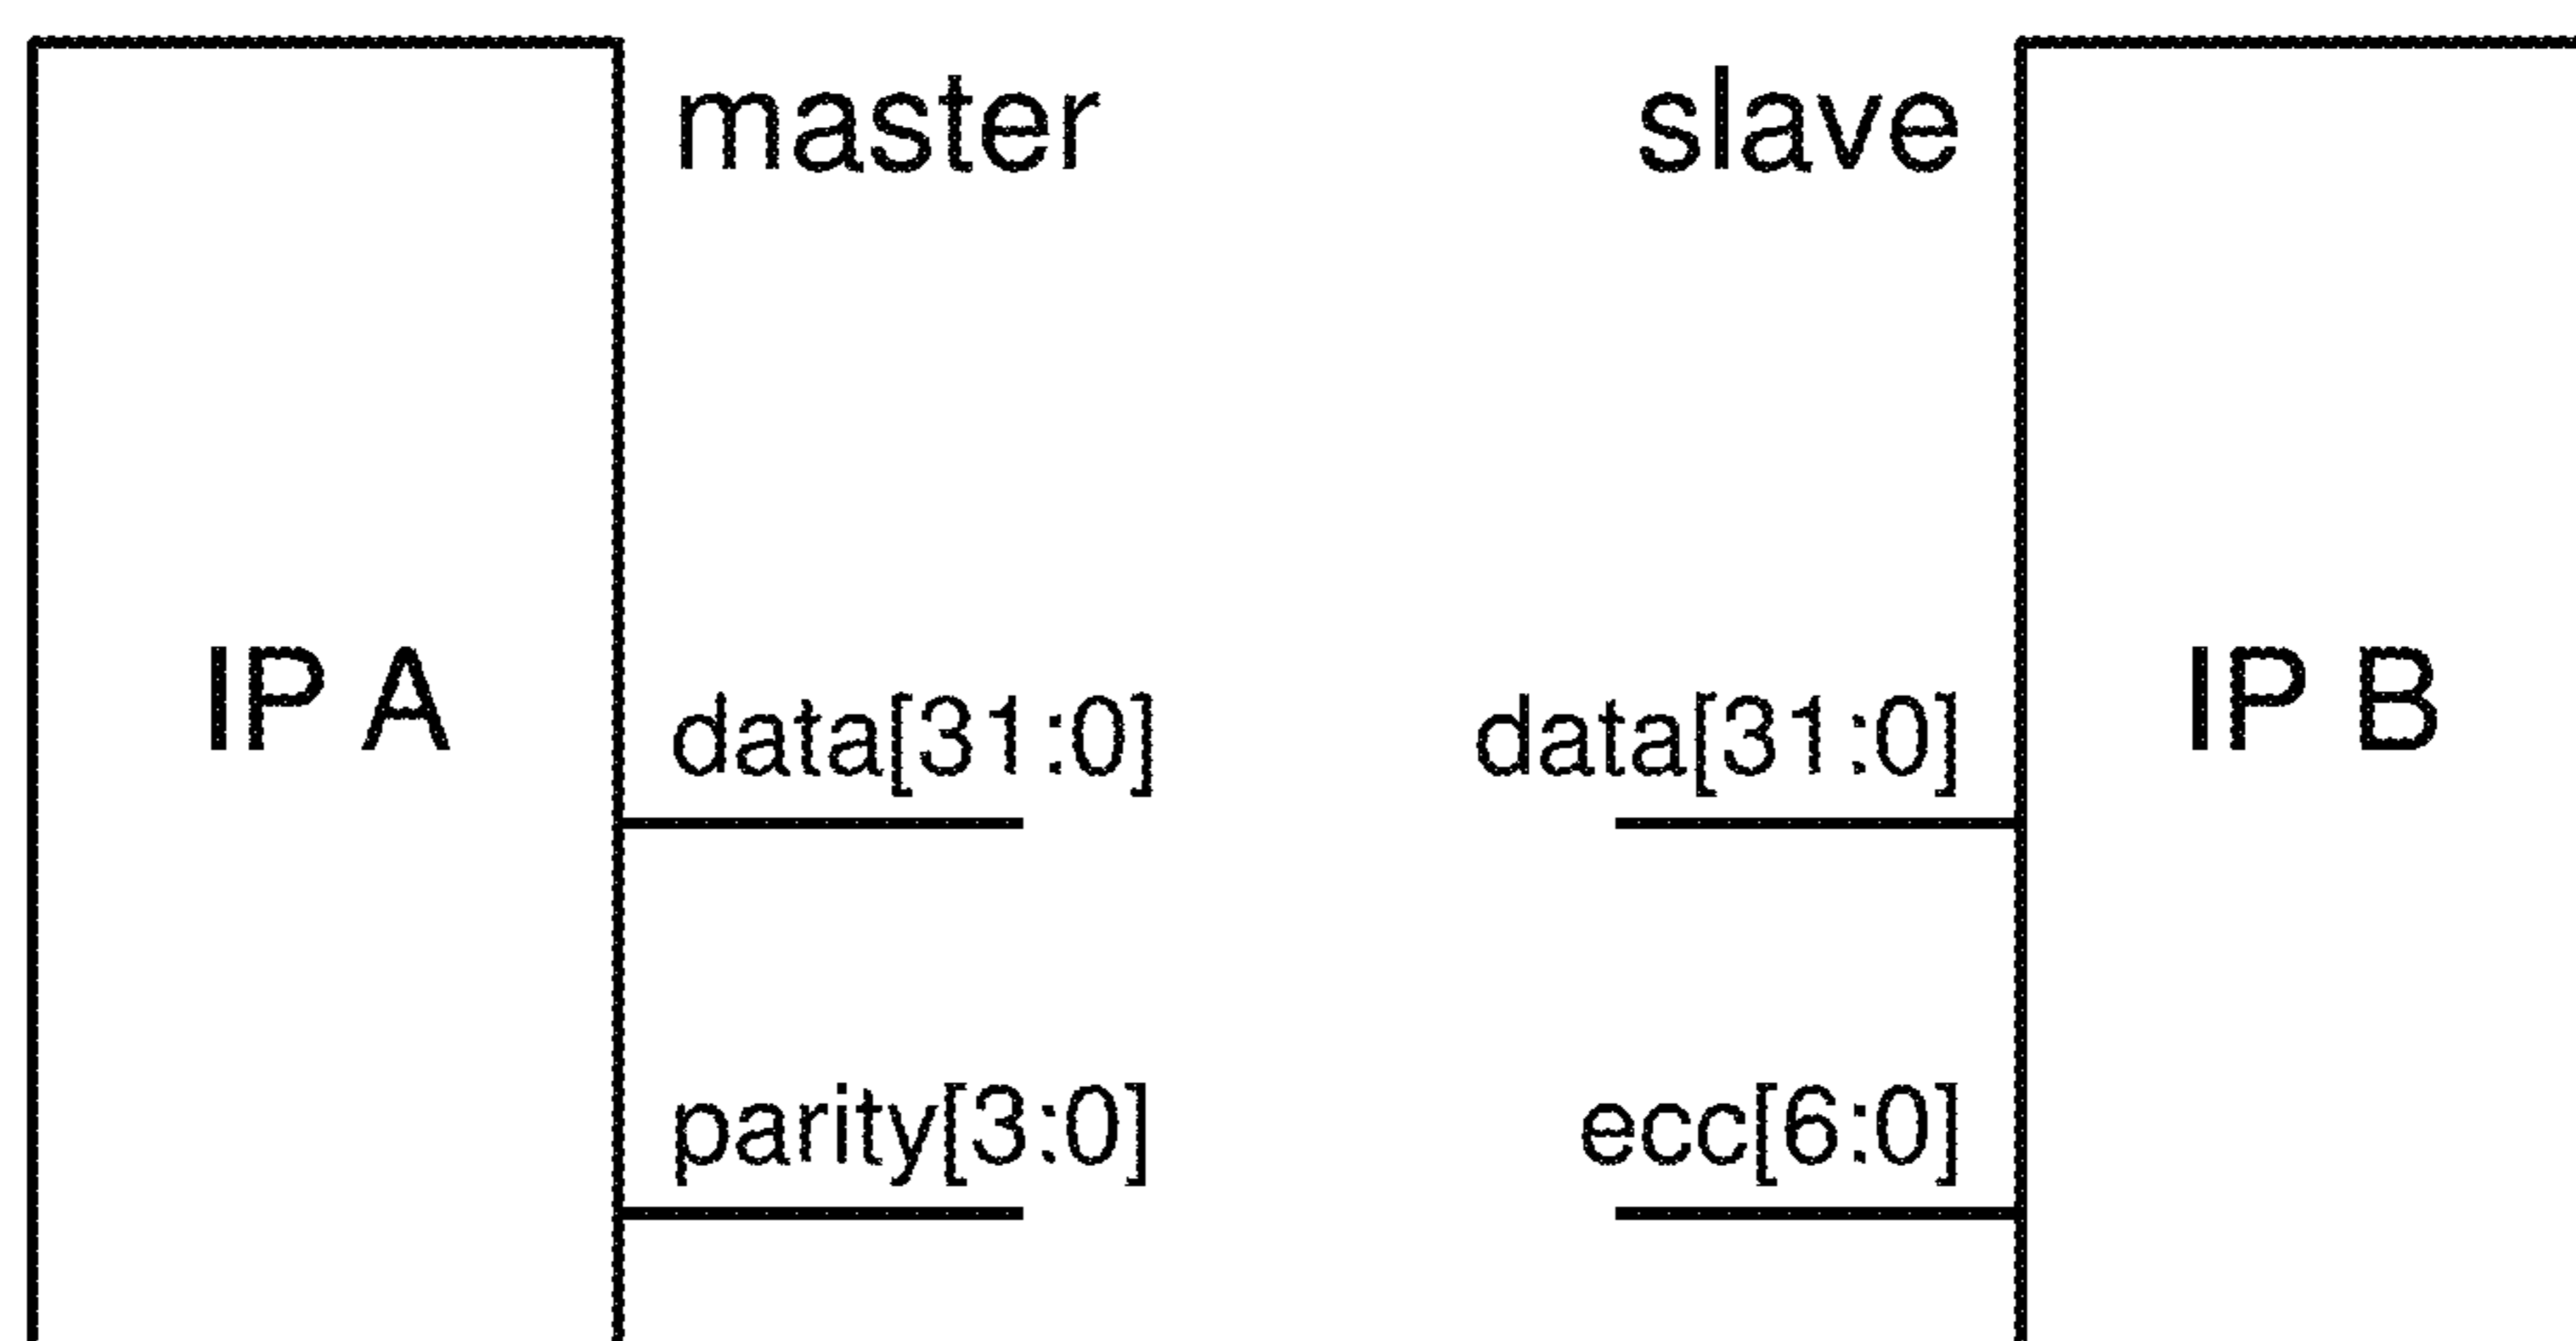 master
slave
IP A
IP B
data[31:0]
data[31:0]
parity[3:0]
ecc[6:0]